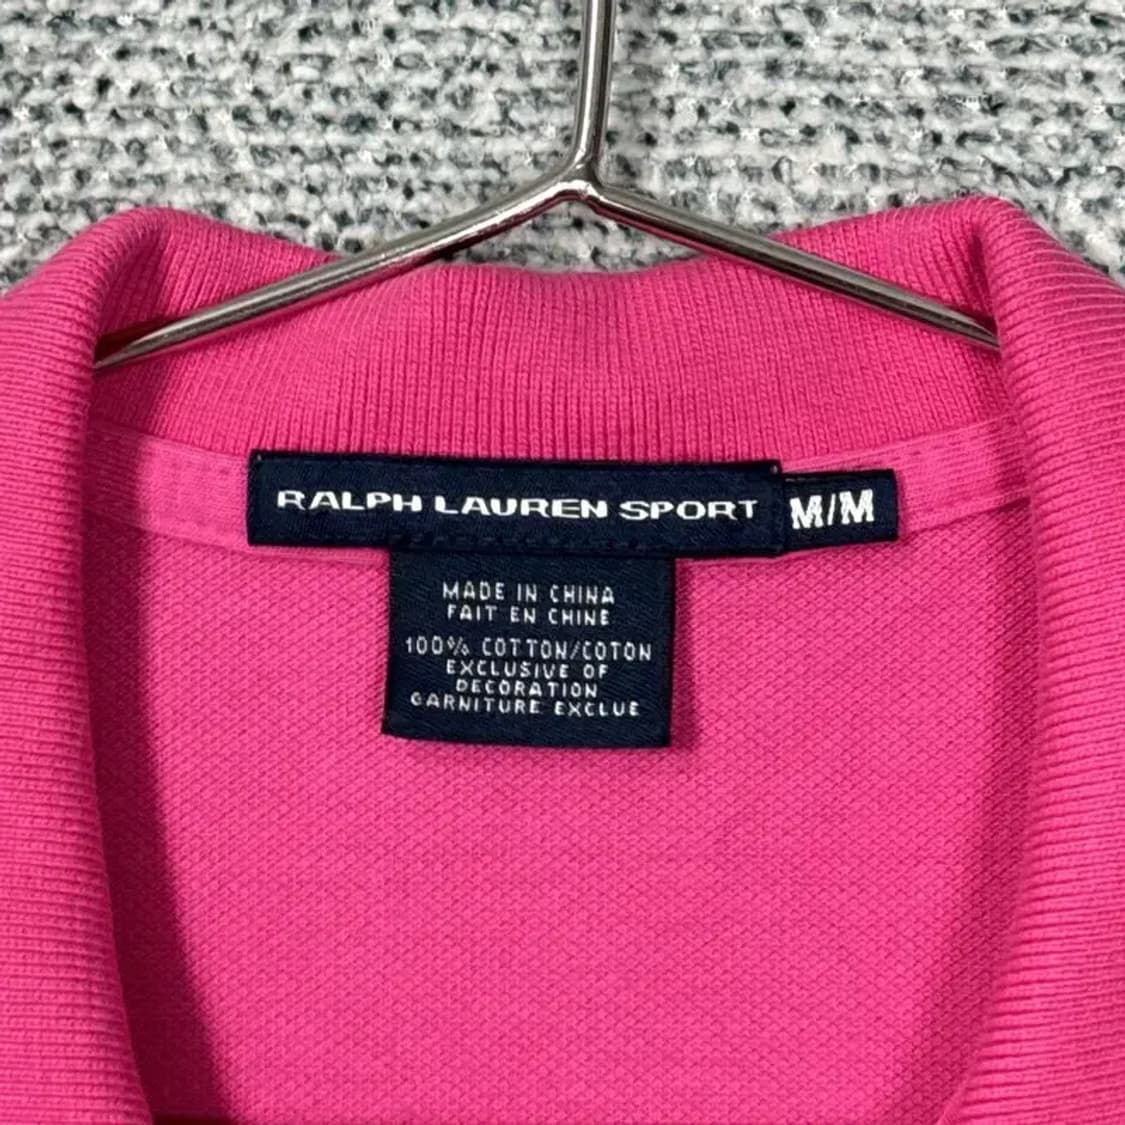 RALPH LAUREN SPORT
M/M
MADE IN CHINA
FAIT EN CHINE
100% COTTON/COTON
EXCLUSIVE OF
DECORATION
GARNITURE EXCLUE